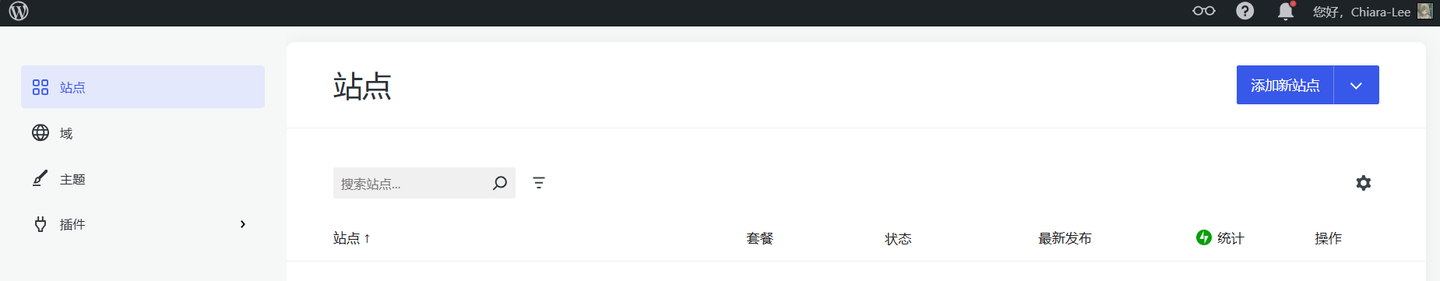 您好，Chiara-Lee
站点
域
主题
插件
站点
添加新站点
搜索站点...
站点 ↑ 套餐 状态 最新发布 统计 操作